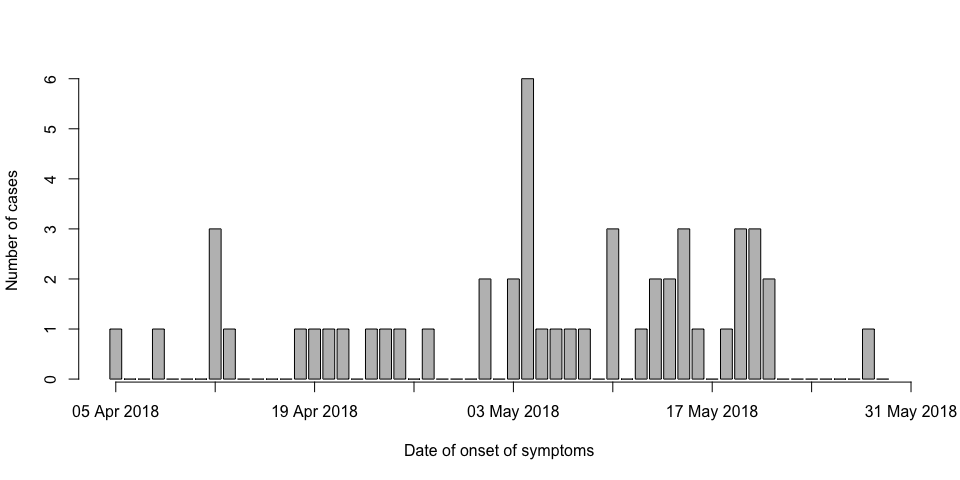 6
5
4
3
2
1
0
Number of cases
05 Apr 2018
19 Apr 2018
03 May 2018
17 May 2018
31 May 2018
Date of onset of symptoms